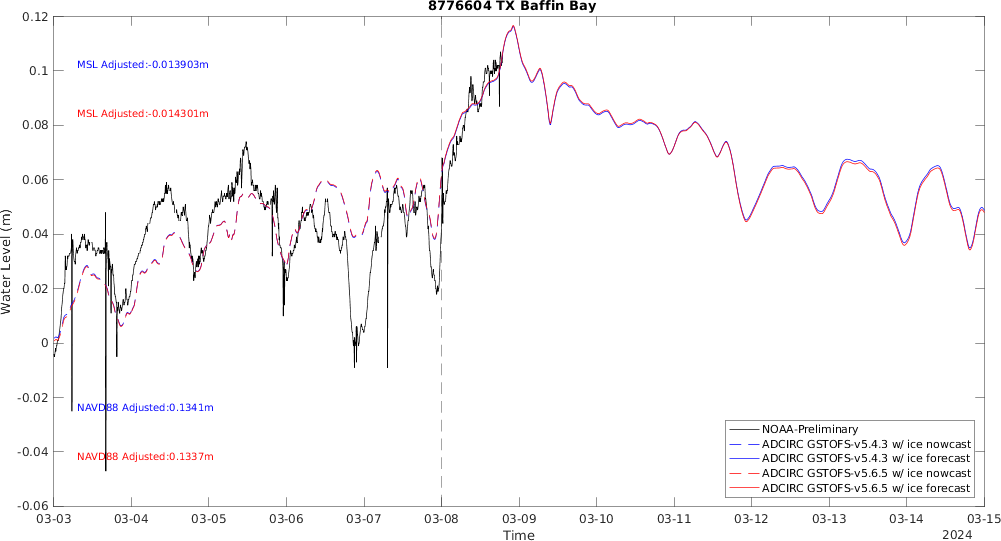 8776604 TX Baffin Bay
0.12
0.1
0.08
0.06
0.04
0.02
0
-0.02
-0.04
-0.06
Water Level (m)
MSL Adjusted:-0.013903m
MSL Adjusted:-0.014301m
NAVD88 Adjusted:0.1341m
NAVD88 Adjusted:0.1337m
NOAA-Preliminary
ADCIRC GSTOFS-v5.4.3 w/ ice nowcast
ADCIRC GSTOFS-v5.4.3 w/ ice forecast
ADCIRC GSTOFS-v5.6.5 w/ ice nowcast
ADCIRC GSTOFS-v5.6.5 w/ ice forecast
03-03 03-04 03-05 03-06 03-07 03-08 03-09 03-10 03-11 03-12 03-13 03-14 03-15
Time
2024